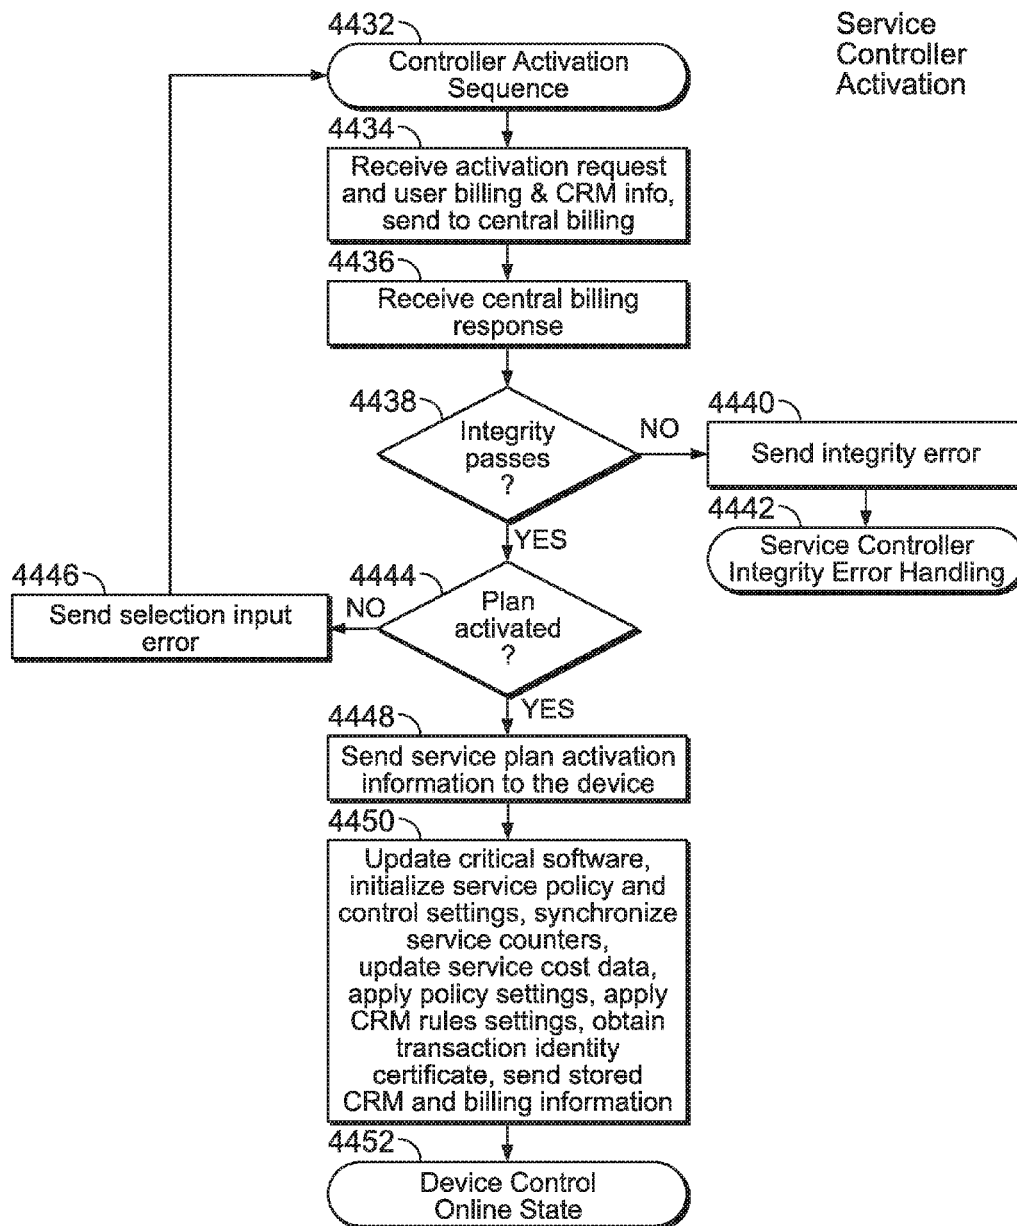 Service
Controller
Activation
4432
Controller Activation
Sequence
4434
Receive activation request
and user billing & CRM info,
send to central billing
4436
Receive central billing
response
4438
Integrity
passes
?
NO
4440
Send integrity error
4442
Service Controller
Integrity Error Handling
YES
4444
Plan
activated
?
NO
4446
Send selection input
error
YES
4448
Send service plan activation
information to the device
4450
Update critical software,
initialize service policy and
control settings, synchronize
service counters,
update service cost data,
apply policy settings, apply
CRM rules settings, obtain
transaction identity
certificate, send stored
CRM and billing information
4452
Device Control
Online State